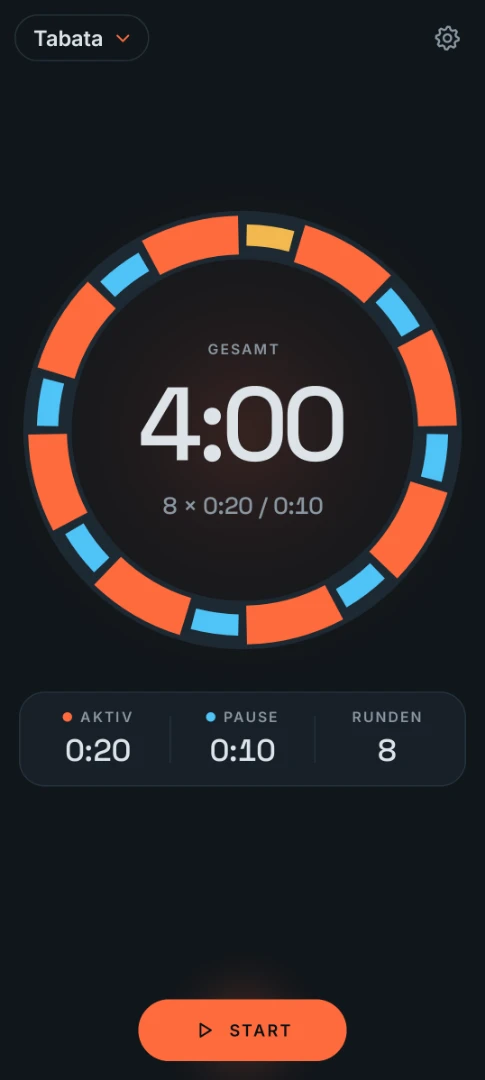 Tabata
GESAMT
4:00
8 × 0:20 / 0:10
AKTIV PAUSE RUNDEN
0:20 0:10 8
START